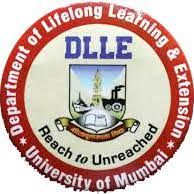 Department of Lifelong Learning & Extension
DLLE
Reach to Unreached
University of Mumbai